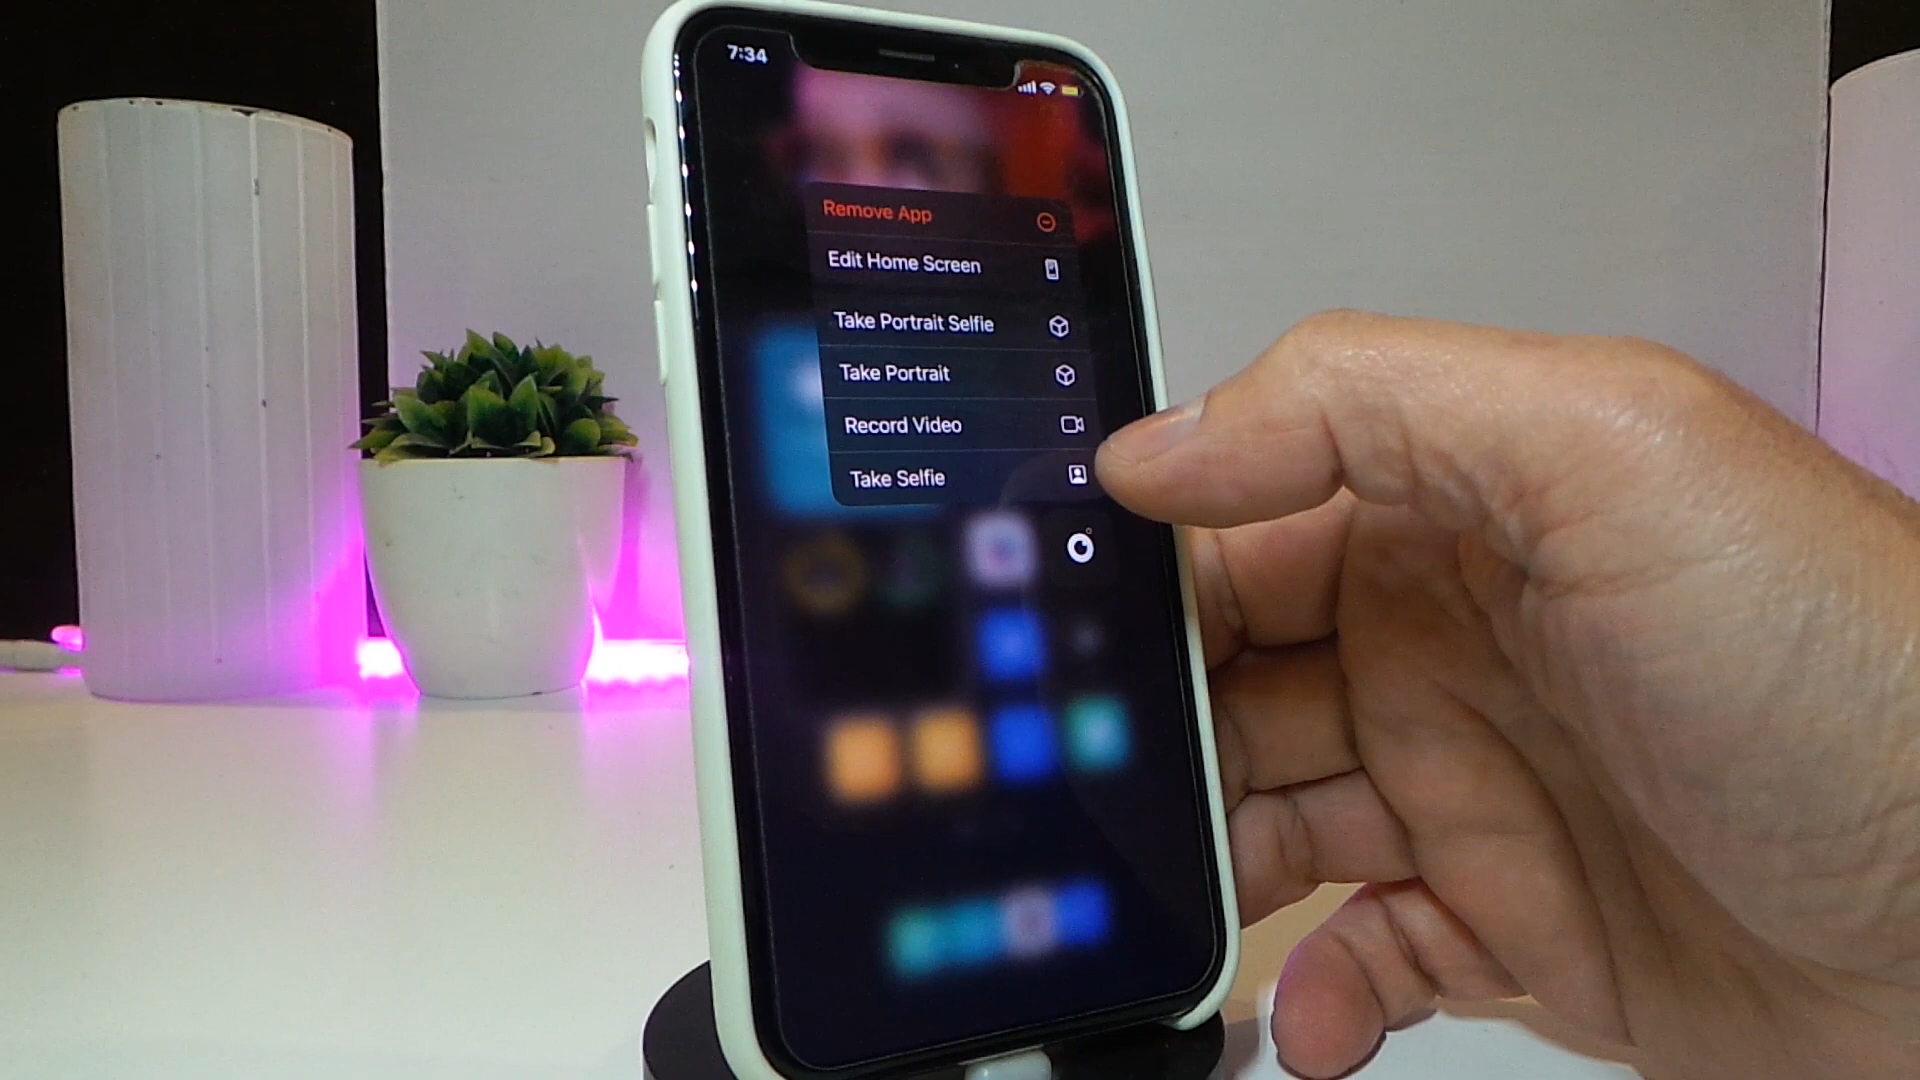 7:34
Remove App
Edit Home Screen
Take Portrait Selfie
Take Portrait
Record Video
Take Selfie